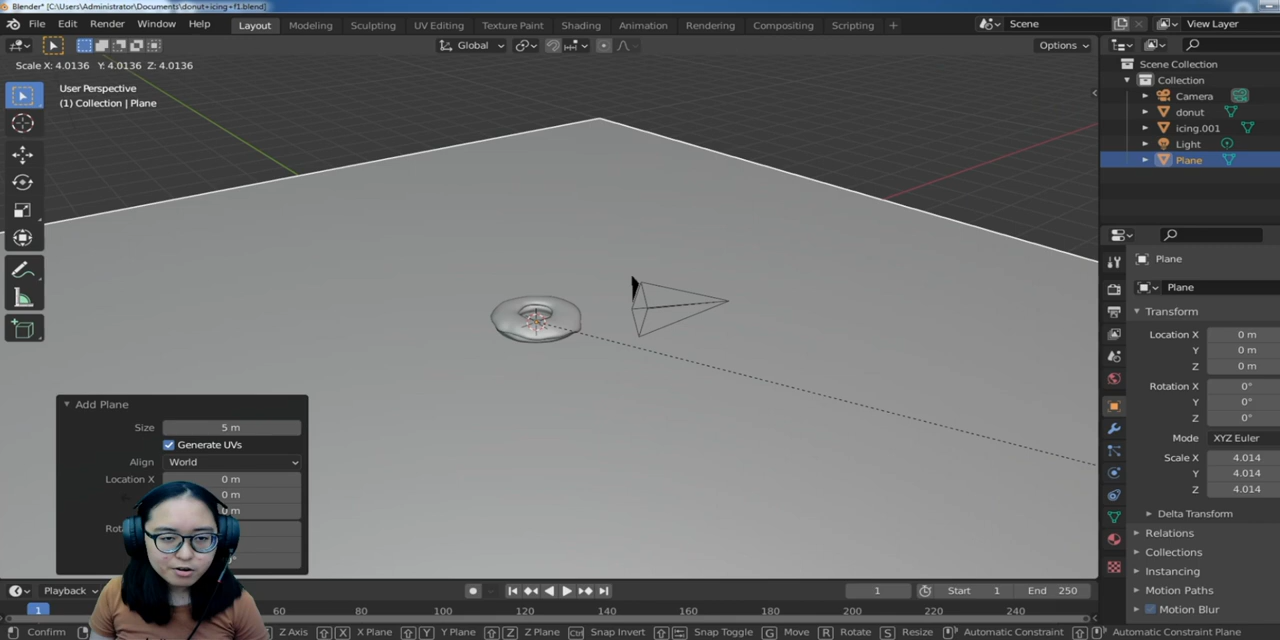 Blender* [C:\Users\Administrator\Documents\donut+icing+f1.blend]
File Edit Render Window Help
Layout Modeling Sculpting UV Editing Texture Paint Shading Animation Rendering Compositing Scripting +
Scene
View Layer
Global
Options
Scale X: 4.0136 Y: 4.0136 Z: 4.0136
User Perspective
(1) Collection | Plane
Scene Collection
Collection
Camera
donut
icing.001
Light
Plane
Plane
Plane
Transform
Location X 0 m
Y 0 m
Z 0 m
Rotation X 0°
Y 0°
Z 0°
Mode XYZ Euler
Scale X 4.014
Y 4.014
Z 4.014
Delta Transform
Relations
Collections
Instancing
Motion Paths
Motion Blur
Add Plane
Size 5 m
Generate UVs
Align World
Location X 0 m
0 m
0 m
Playback
1 Start 1 End 250
1 60 80 100 120 140 160 180 200 220 240
Confirm Z Axis X X Plane Y Y Plane Z Z Plane Ctrl Snap Invert Snap Toggle G Move R Rotate S Resize Automatic Constraint Automatic Constraint Plane